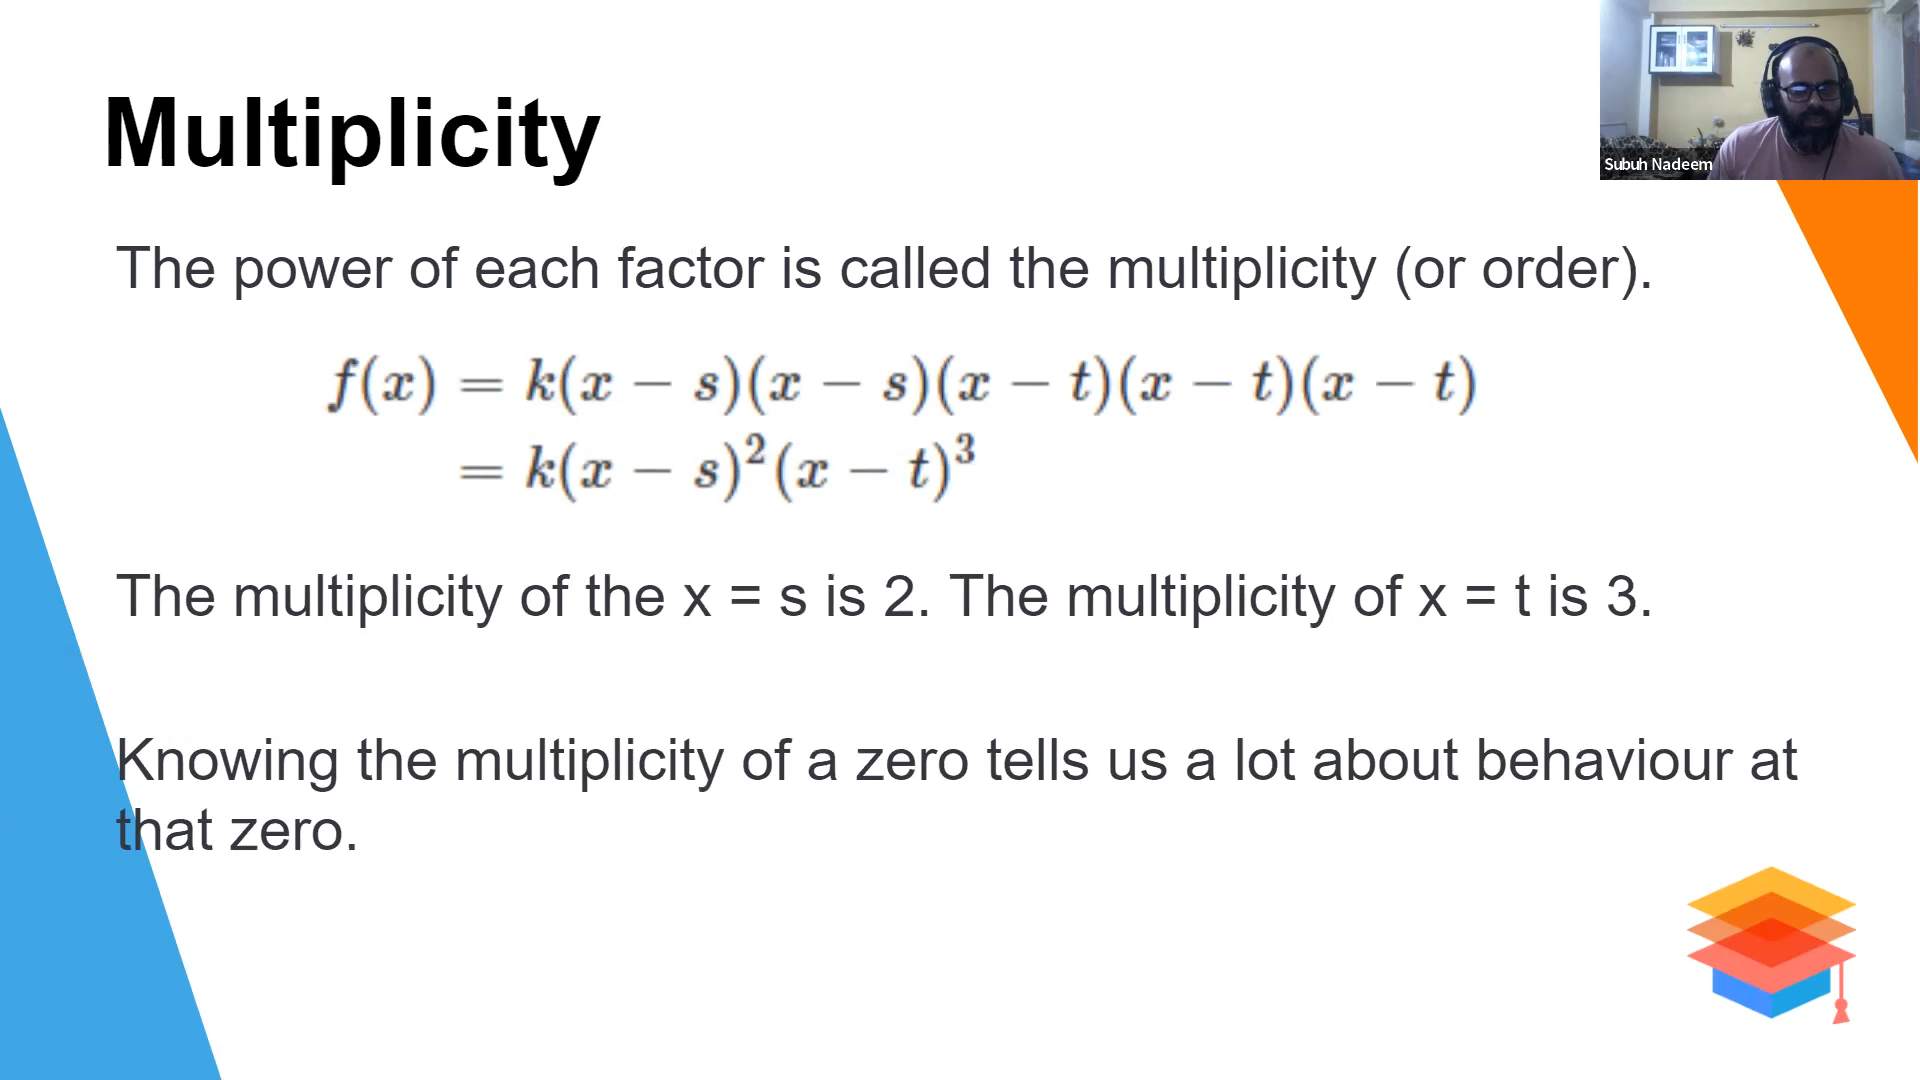 Multiplicity
Subuh Nadeem
The power of each factor is called the multiplicity (or order).
f(x) = k(x − s)(x − s)(x − t)(x − t)(x − t)
= k(x − s)²(x − t)³
The multiplicity of the x = s is 2. The multiplicity of x = t is 3.
Knowing the multiplicity of a zero tells us a lot about behaviour at
that zero.